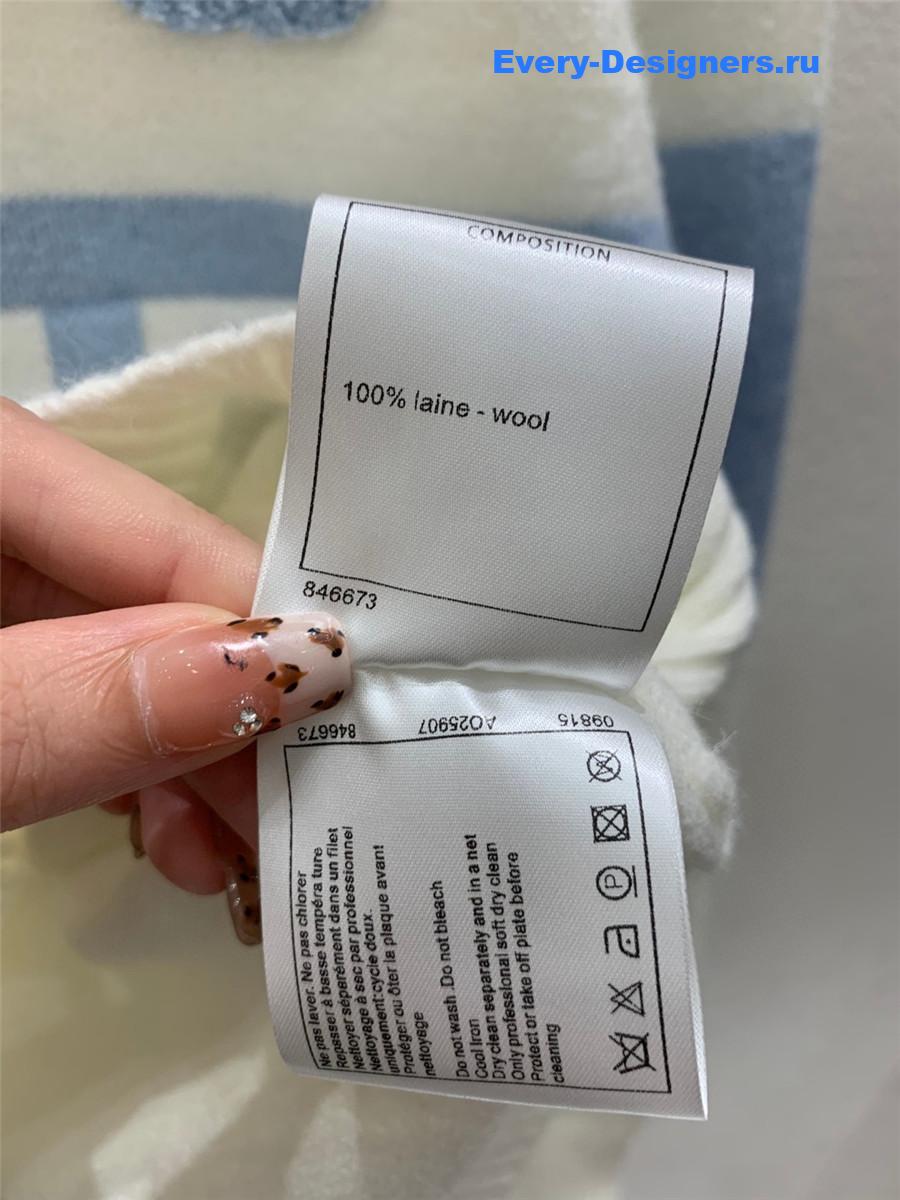 Every-Designers.ru
COMPOSITION
100% laine - wool
846673
846673 AO25907 09815
Ne pas laver. Ne pas chlorer
Repasser à basse tempéra ture
Nettoyer séparément dans un filet
Nettoyage à sec par professionnel
uniquement:cycle doux.
Protéger ou ôter la plaque avant
nettoyage
Do not wash .Do not bleach
Cool Iron
Dry clean separately and in a net
Only professional soft dry clean
Protect or take off plate before
cleaning
P